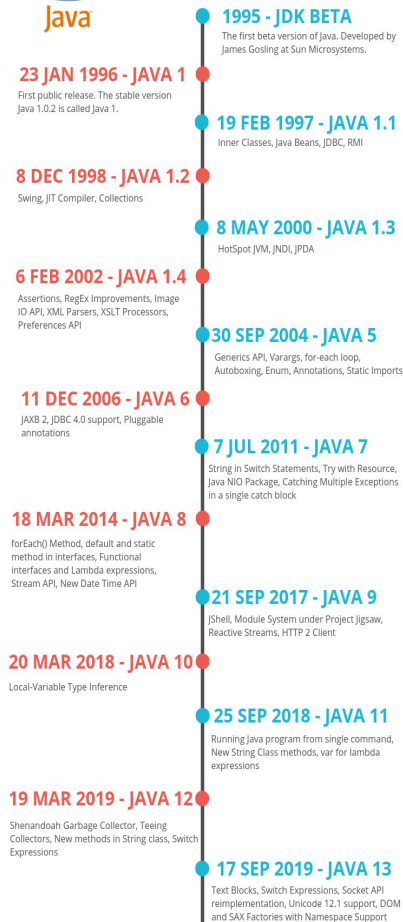 Java
1995 - JDK BETA
The first beta version of Java. Developed by
James Gosling at Sun Microsystems.
23 JAN 1996 - JAVA 1
First public release. The stable version
Java 1.0.2 is called Java 1.
19 FEB 1997 - JAVA 1.1
Inner Classes, Java Beans, JDBC, RMI
8 DEC 1998 - JAVA 1.2
Swing, JIT Compiler, Collections
8 MAY 2000 - JAVA 1.3
HotSpot JVM, JNDI, JPDA
6 FEB 2002 - JAVA 1.4
Assertions, RegEx Improvements, Image
IO API, XML Parsers, XSLT Processors,
Preferences API
30 SEP 2004 - JAVA 5
Generics API, Varargs, for-each loop,
Autoboxing, Enum, Annotations, Static Imports
11 DEC 2006 - JAVA 6
JAXB 2, JDBC 4.0 support, Pluggable
annotations
7 JUL 2011 - JAVA 7
String in Switch Statements, Try with Resource,
Java NIO Package, Catching Multiple Exceptions
in a single catch block
18 MAR 2014 - JAVA 8
forEach() Method, default and static
method in interfaces, Functional
interfaces and Lambda expressions,
Stream API, New Date Time API
21 SEP 2017 - JAVA 9
JShell, Module System under Project Jigsaw,
Reactive Streams, HTTP 2 Client
20 MAR 2018 - JAVA 10
Local-Variable Type Inference
25 SEP 2018 - JAVA 11
Running Java program from single command,
New String Class methods, var for lambda
expressions
19 MAR 2019 - JAVA 12
Shenandoah Garbage Collector, Teeing
Collectors, New methods in String class, Switch
Expressions
17 SEP 2019 - JAVA 13
Text Blocks, Switch Expressions, Socket API
reimplementation, Unicode 12.1 support, DOM
and SAX Factories with Namespace Support